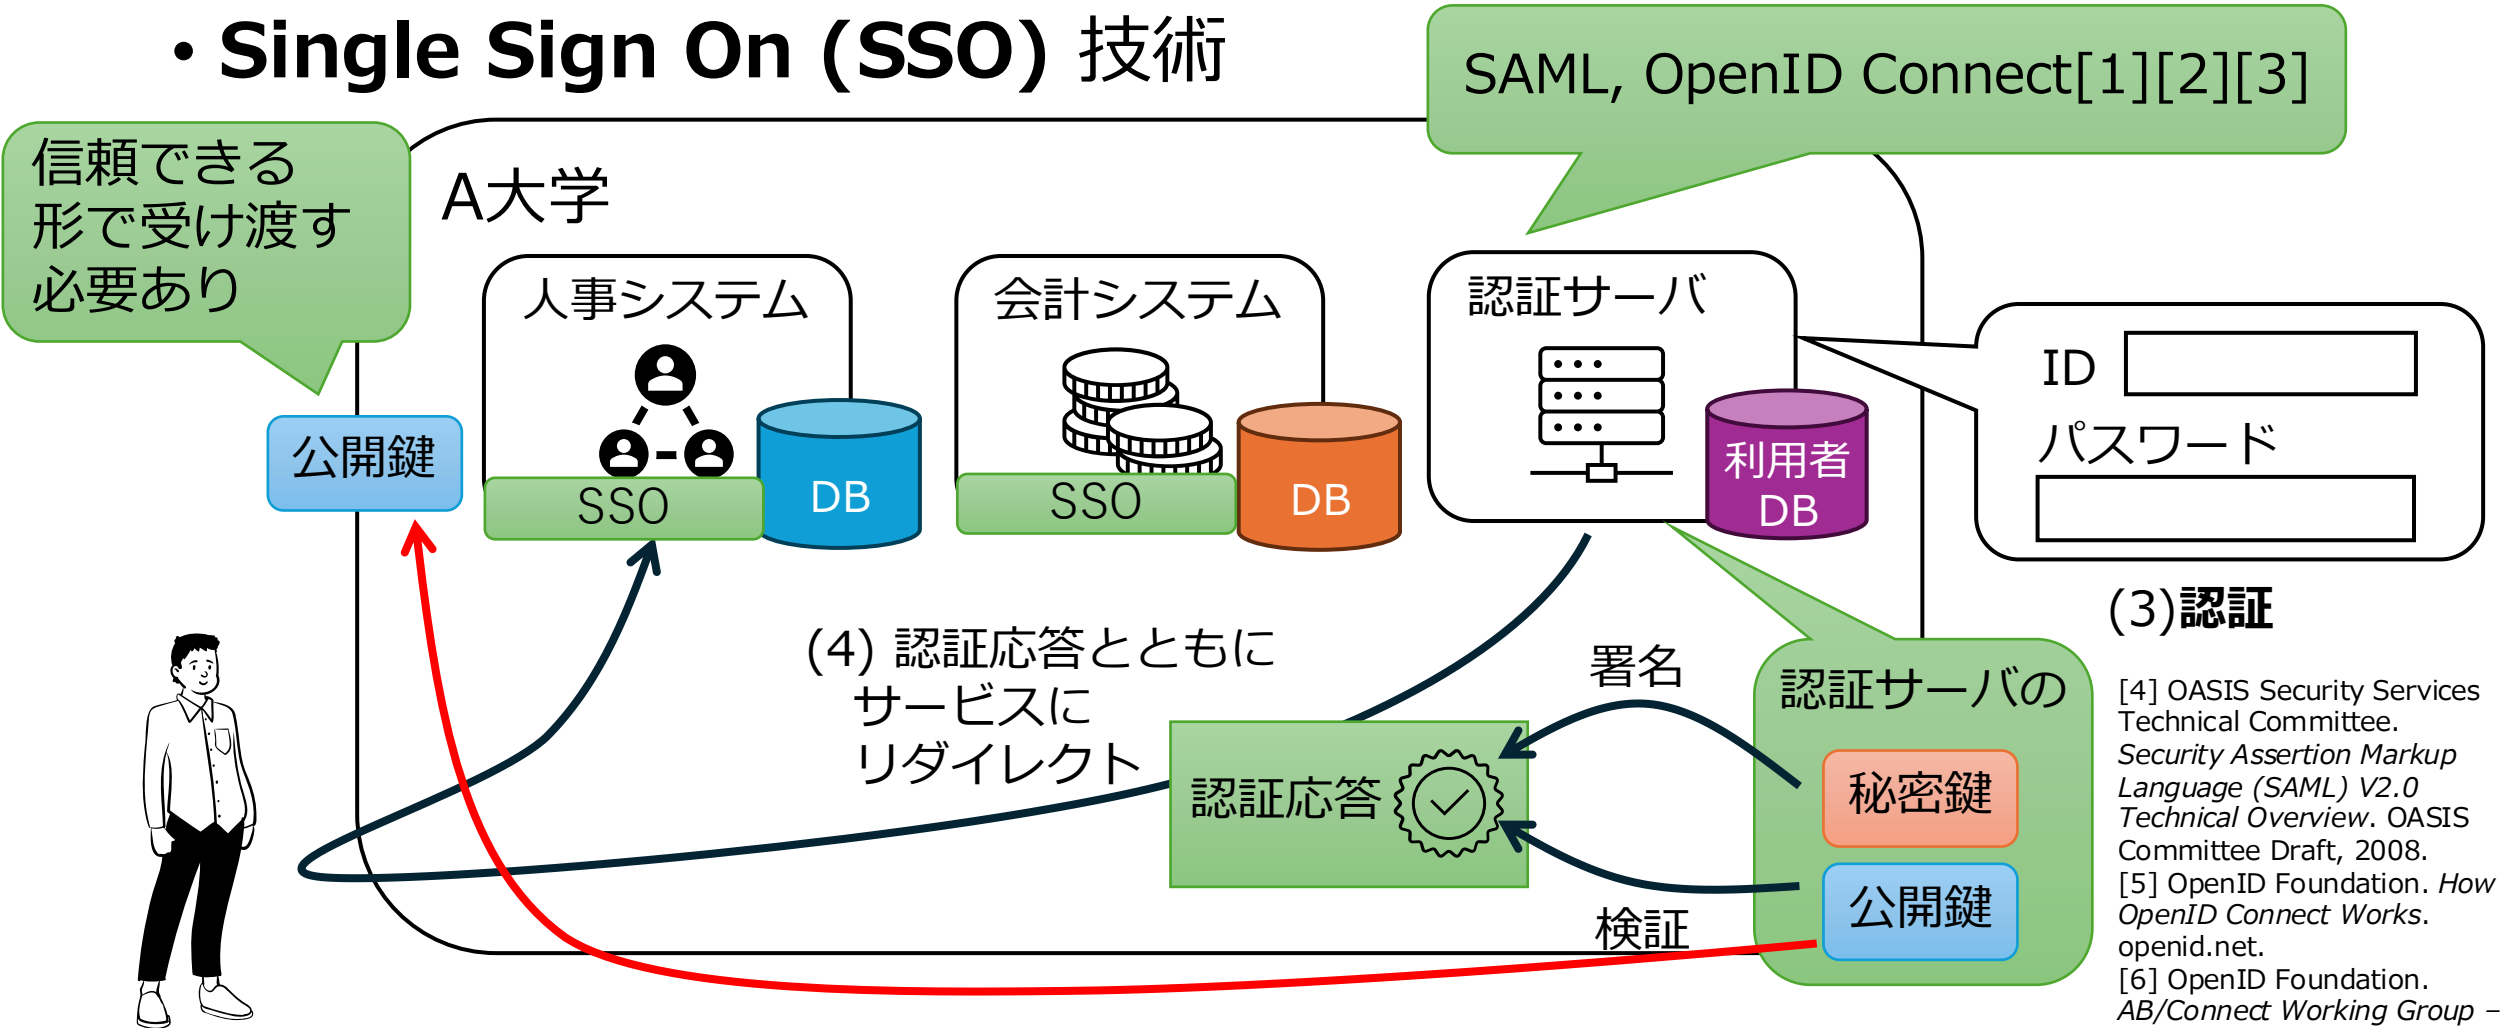 ・Single Sign On (SSO) 技術
SAML, OpenID Connect[1][2][3]
信頼できる
形で受け渡す
必要あり
A大学
人事システム
会計システム
認証サーバ
ID
パスワード
公開鍵
SSO
DB
SSO
DB
利用者
DB
(3)認証
(4) 認証応答とともに
サービスに
リダイレクト
署名
認証サーバの
認証応答
秘密鍵
公開鍵
検証
[4] OASIS Security Services
Technical Committee.
Security Assertion Markup
Language (SAML) V2.0
Technical Overview. OASIS
Committee Draft, 2008.
[5] OpenID Foundation. How
OpenID Connect Works.
openid.net.
[6] OpenID Foundation.
AB/Connect Working Group –